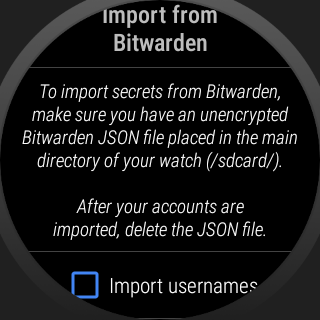 Import from
Bitwarden
To import secrets from Bitwarden,
make sure you have an unencrypted
Bitwarden JSON file placed in the main
directory of your watch (/sdcard/).
After your accounts are
imported, delete the JSON file.
Import usernames